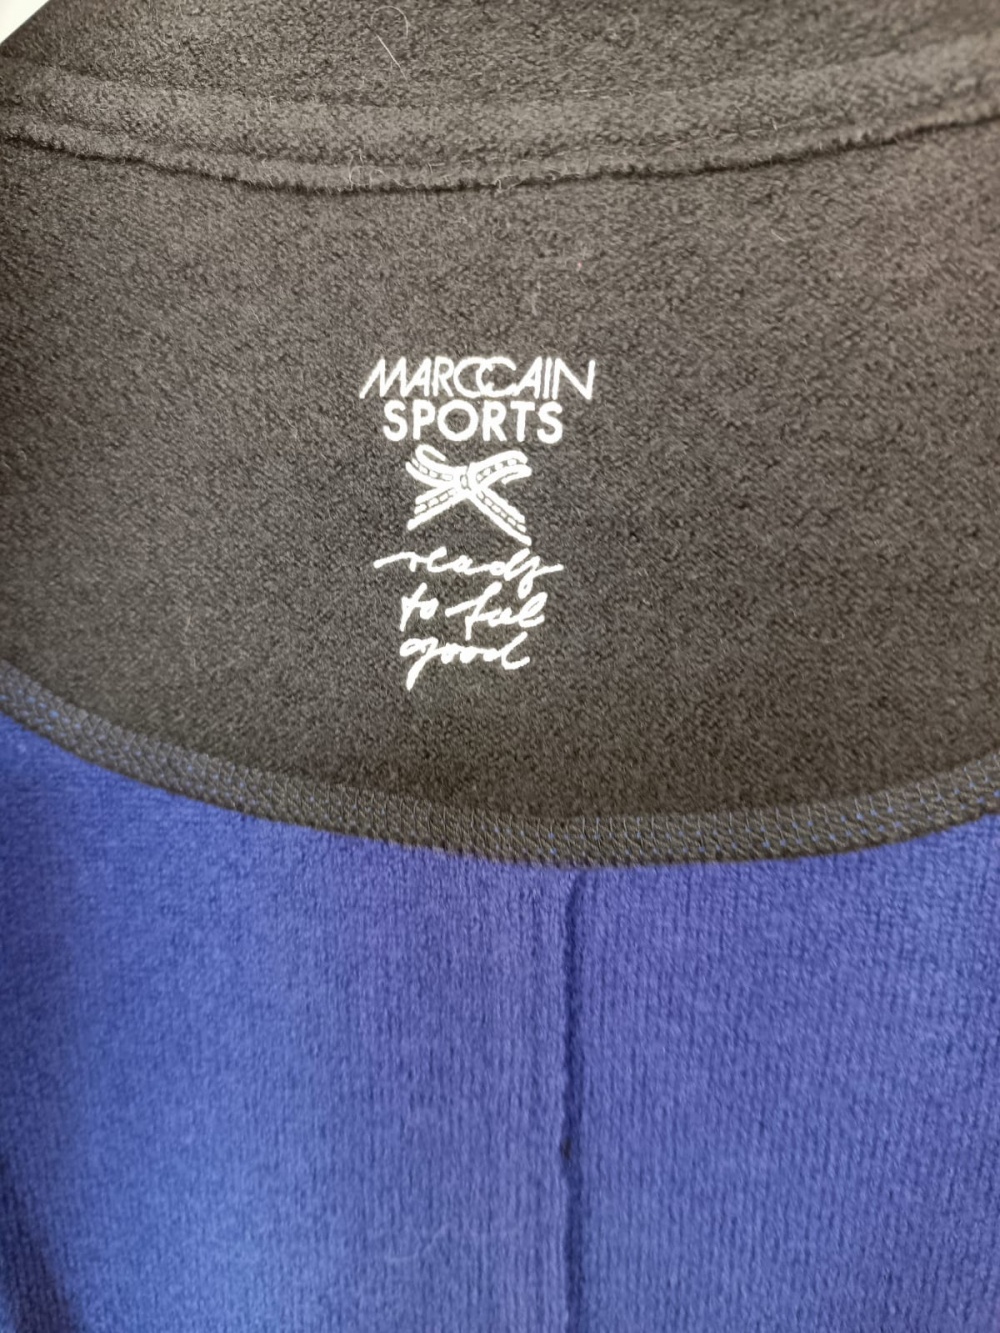 MARCCAIN
SPORTS
ready
to feel
good